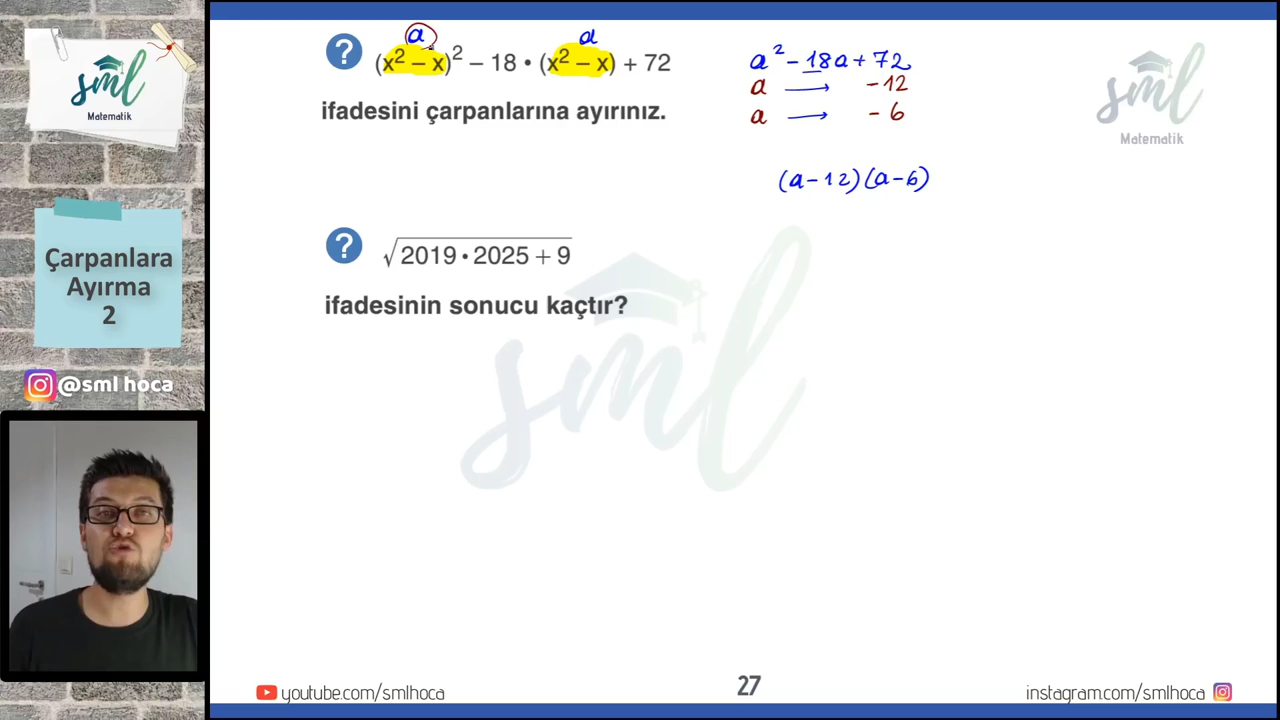 sml
Matematik
Çarpanlara
Ayırma
2
@sml hoca
a
a
? (x² – x)² – 18 • (x² – x) + 72
ifadesini çarpanlarına ayırınız.
a² – 18a + 72
a → – 12
a → – 6
(a – 12)(a – 6)
sml
Matematik
? √2019 • 2025 + 9
ifadesinin sonucu kaçtır?
sml
youtube.com/smlhoca
27
instagram.com/smlhoca